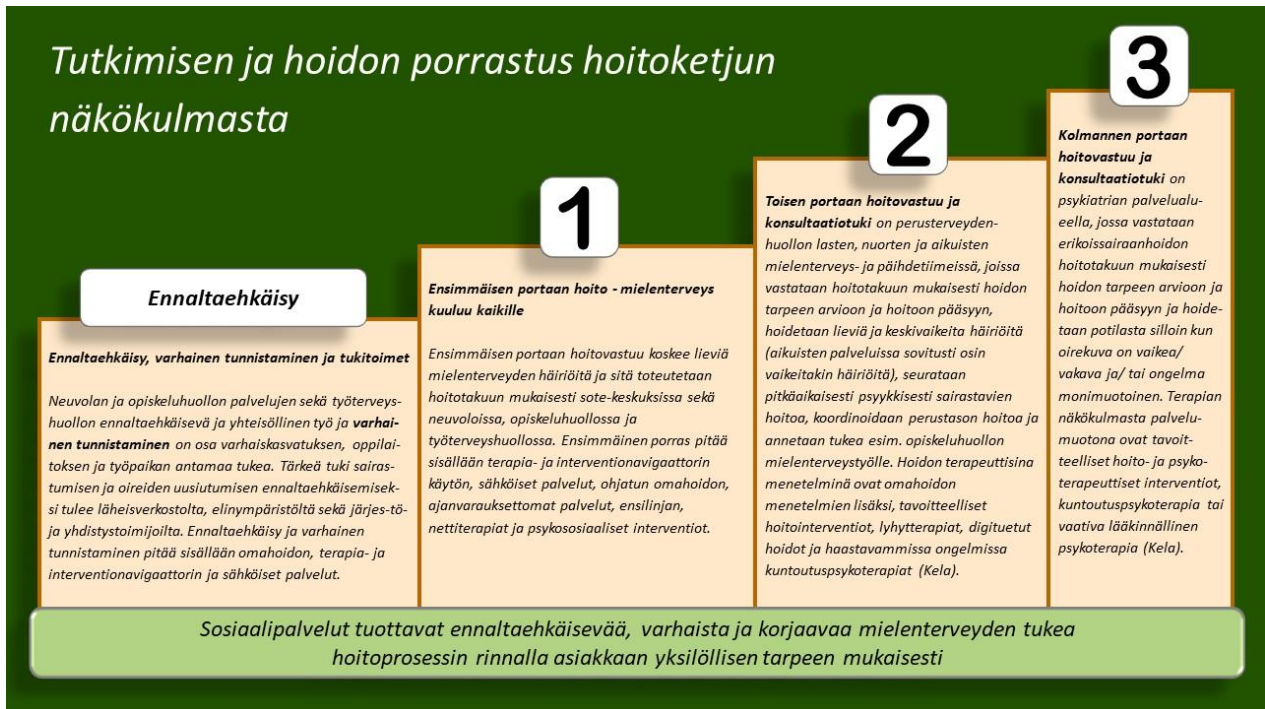 Tutkimisen ja hoidon porrastus hoitoketjun
näkökulmasta
Ennaltaehkäisy
Ennaltaehkäisy, varhainen tunnistaminen ja tukitoimet
Neuvolan ja opiskeluhuollon palvelujen sekä työterveys-
huollon ennaltaehkäisevä ja yhteisöllinen työ ja varhai-
nen tunnistaminen on osa varhaiskasvatuksen, oppilai-
toksen ja työpaikan antamaa tukea. Tärkeä tuki sairas-
tumisen ja oireiden uusiutumisen ennaltaehkäisemisek-
si tulee läheisverkostolta, elinympäristöltä sekä järjes-tö-
ja yhdistystoimijoilta. Ennaltaehkäisy ja varhainen
tunnistaminen pitää sisällään omahoidon, terapia- ja
interventionavigaattorin ja sähköiset palvelut.
1
Ensimmäisen portaan hoito - mielenterveys
kuuluu kaikille
Ensimmäisen portaan hoitovastuu koskee lieviä
mielenterveyden häiriöitä ja sitä toteutetaan
hoitotakuun mukaisesti sote-keskuksissa sekä
neuvoloissa, opiskeluhuollossa ja
työterveyshuollossa. Ensimmäinen porras pitää
sisällään terapia- ja interventionavigaattorin
käytön, sähköiset palvelut, ohjatun omahoidon,
ajanvarauksettomat palvelut, ensilinjan,
nettiterapiat ja psykososiaaliset interventiot.
2
Toisen portaan hoitovastuu ja
konsultaatiotuki on perusterveyden-
huollon lasten, nuorten ja aikuisten
mielenterveys- ja päihdetiimeissä, joissa
vastataan hoitotakuun mukaisesti hoidon
tarpeen arvioon ja hoitoon pääsyyn,
hoidetaan lieviä ja keskivaikeita häiriöitä
(aikuisten palveluissa sovitusti osin
vaikeitakin häiriöitä), seurataan
pitkäaikaisesti psyykkisesti sairastavien
hoitoa, koordinoidaan perustason hoitoa ja
annetaan tukea esim. opiskeluhuollon
mielenterveystyölle. Hoidon terapeuttisina
menetelminä ovat omahoidon
menetelmien lisäksi, tavoitteelliset
hoitointerventiot, lyhytterapiat, digituetut
hoidot ja haastavammissa ongelmissa
kuntoutuspsykoterapiat (Kela).
3
Kolmannen portaan
hoitovastuu ja
konsultaatiotuki on
psykiatrian palvelualu-
eella, jossa vastataan
erikoissairaanhoidon
hoitotakuun mukaisesti
hoidon tarpeen arvioon ja
hoitoon pääsyyn ja hoide-
taan potilasta silloin kun
oirekuva on vaikea/
vakava ja/ tai ongelma
monimuotoinen. Terapian
näkökulmasta palvelu-
muotona ovat tavoit-
teelliset hoito- ja psyko-
terapeuttiset interventiot,
kuntoutuspsykoterapia tai
vaativa lääkinnällinen
psykoterapia (Kela).
Sosiaalipalvelut tuottavat ennaltaehkäisevää, varhaista ja korjaavaa mielenterveyden tukea
hoitoprosessin rinnalla asiakkaan yksilöllisen tarpeen mukaisesti